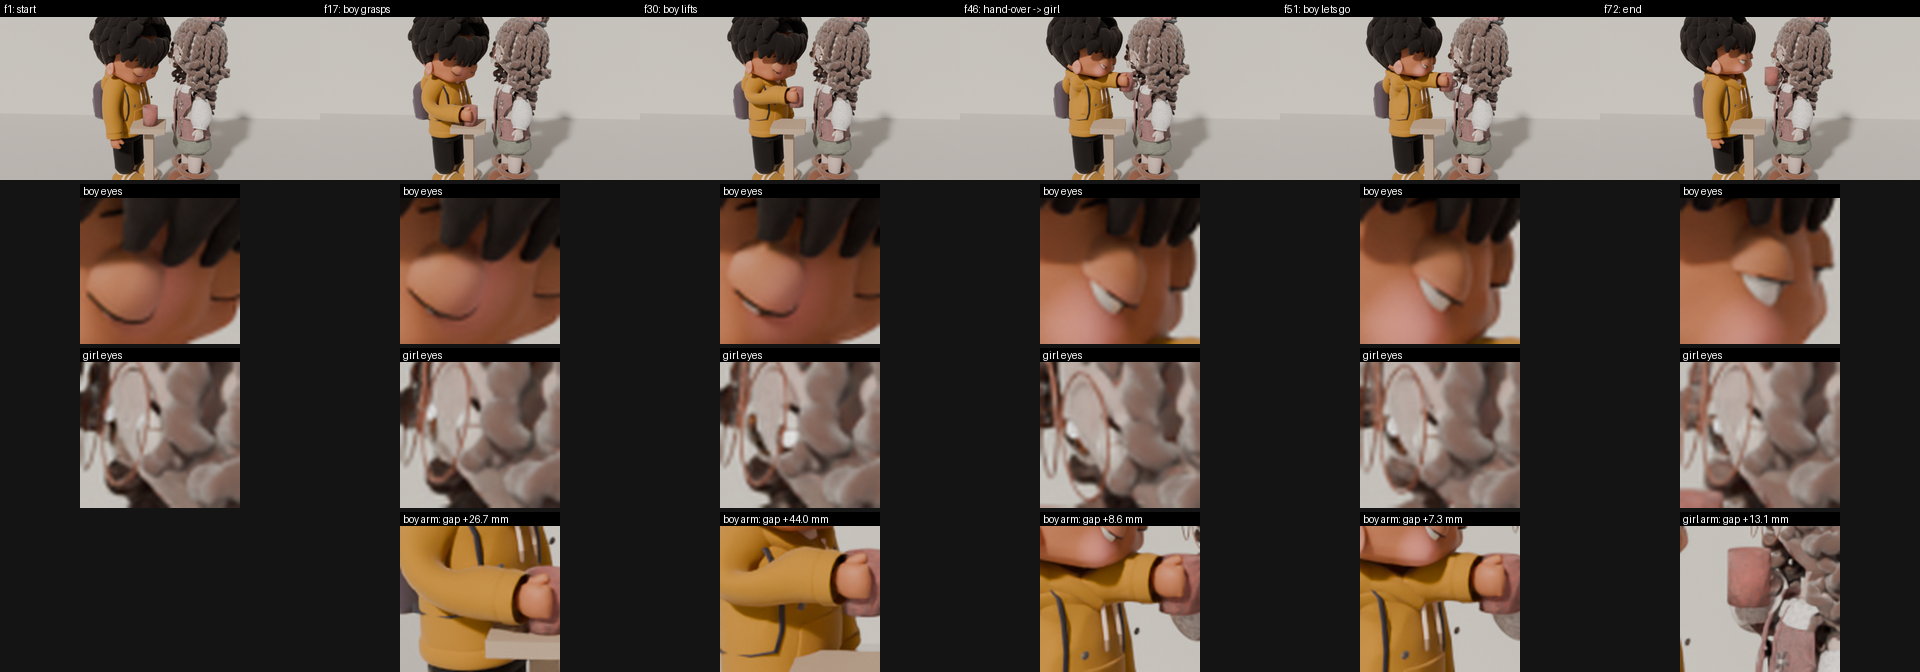 f1: start
f17: boy grasps
f30: boy lifts
f46: hand-over -> girl
f51: boy lets go
f72: end
boy eyes
boy eyes
boy eyes
boy eyes
boy eyes
boy eyes
girl eyes
girl eyes
girl eyes
girl eyes
girl eyes
girl eyes
boy arm: gap +26.7 mm
boy arm: gap +44.0 mm
boy arm: gap +8.6 mm
boy arm: gap +7.3 mm
girl arm: gap +13.1 mm